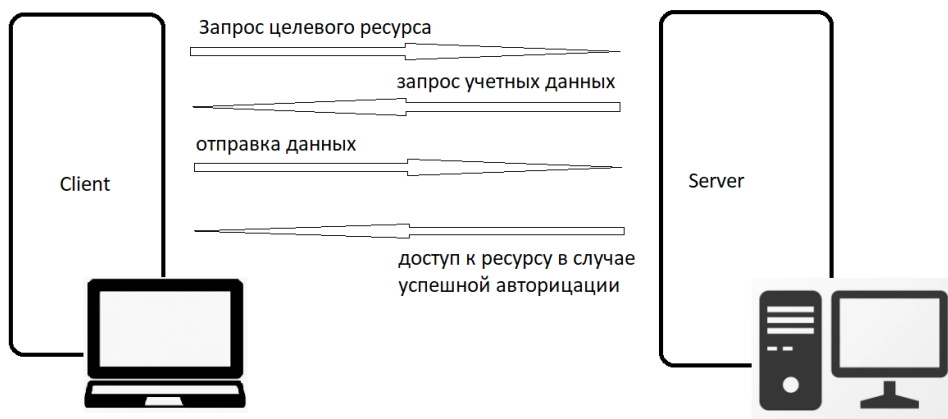 Запрос целевого ресурса
запрос учетных данных
отправка данных
Client
Server
доступ к ресурсу в случае
успешной авторицации